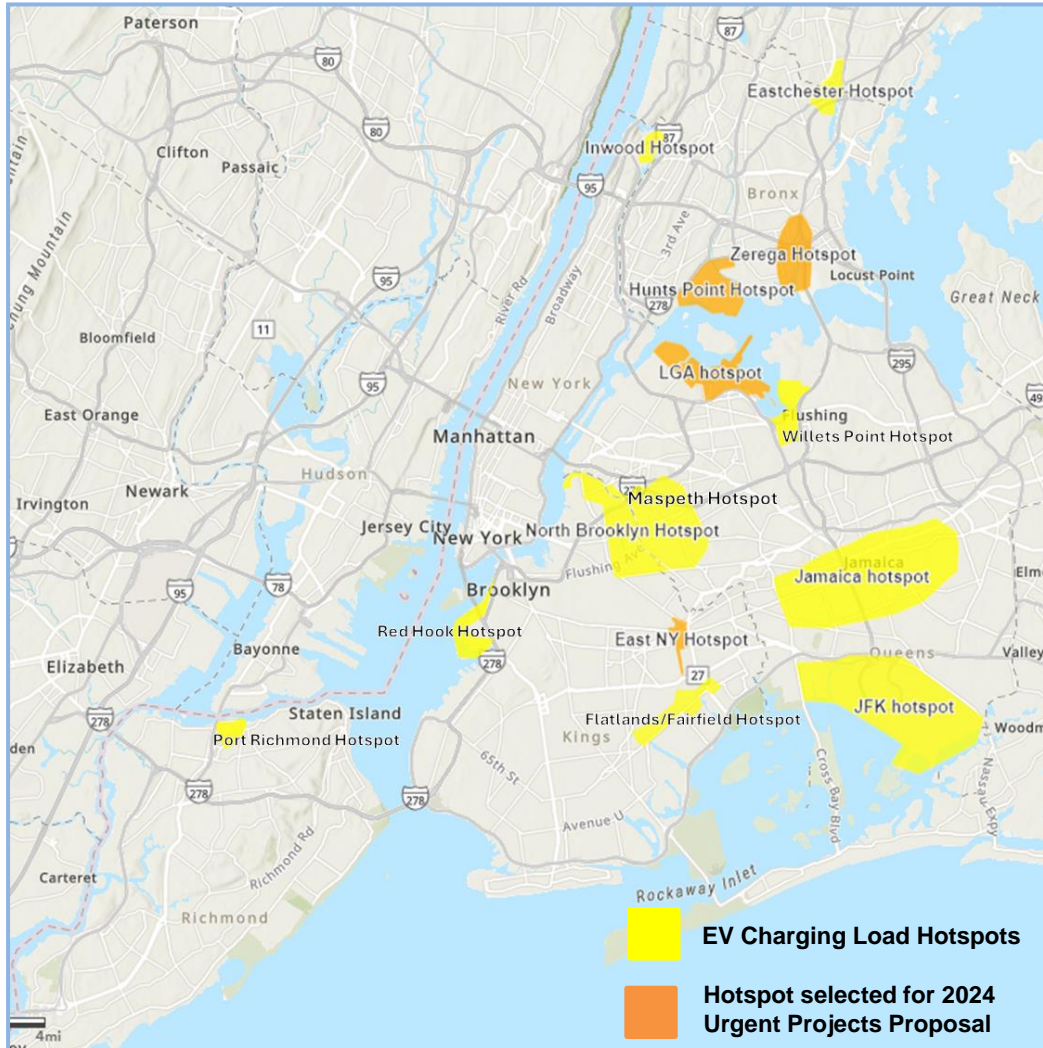 Paterson
80
87
Eastchester Hotspot
Clifton
80
Passaic
Inwood Hotspot
87
95
Bronx
3rd Ave
Zerega Hotspot
Locust Point
Hunts Point Hotspot
278
95
River Rd
Broadway
Great Neck
11
Bloomfield
LGA hotspot
295
95
New York
East Orange
Flushing
Willets Point Hotspot
Manhattan
Hudson
Newark
Irvington
Maspeth Hotspot
Jersey City
New York
North Brooklyn Hotspot
Flushing Ave
Jamaica
Jamaica hotspot
95
78
Brooklyn
Red Hook Hotspot
East NY Hotspot
Bayonne
278
27
Queens
Valley
Elizabeth
278
Staten Island
JFK hotspot
Port Richmond Hotspot
Flatlands/Fairfield Hotspot
Kings
Woodm
65th St
Cross Bay Blvd
Nassau Expy
278
278
Avenue U
Richmond Rd
Carteret
Rockaway Inlet
Richmond
EV Charging Load Hotspots
Hotspot selected for 2024
Urgent Projects Proposal
4mi